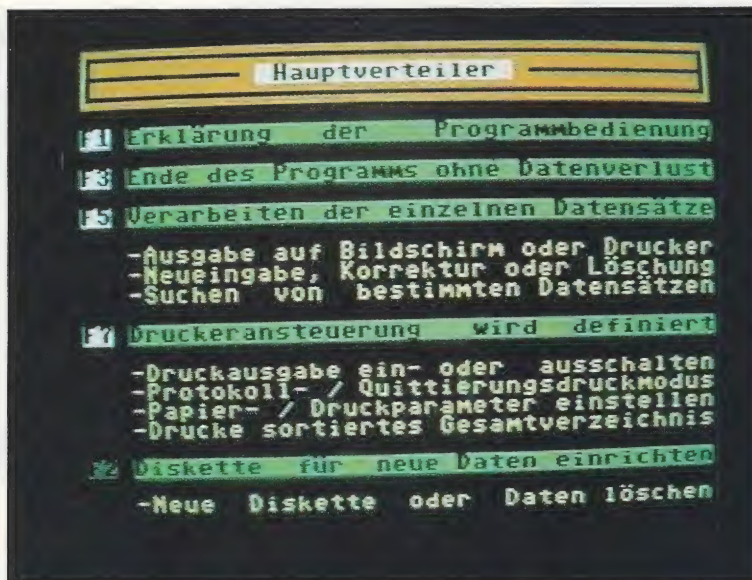 Hauptverteiler
F1 Erklärung der Programmbedienung
F3 Ende des Programms ohne Datenverlust
F5 Verarbeiten der einzelnen Datensätze
-Ausgabe auf Bildschirm oder Drucker
-Neueingabe, Korrektur oder Löschung
-Suchen von bestimmten Datensätzen
F7 Druckeransteuerung wird definiert
-Druckausgabe ein- oder ausschalten
-Protokoll- / Quittierungsdruckmodus
-Papier- / Druckparameter einstellen
-Drucke sortiertes Gesamtverzeichnis
F2 Diskette für neue Daten einrichten
-Neue Diskette oder Daten löschen